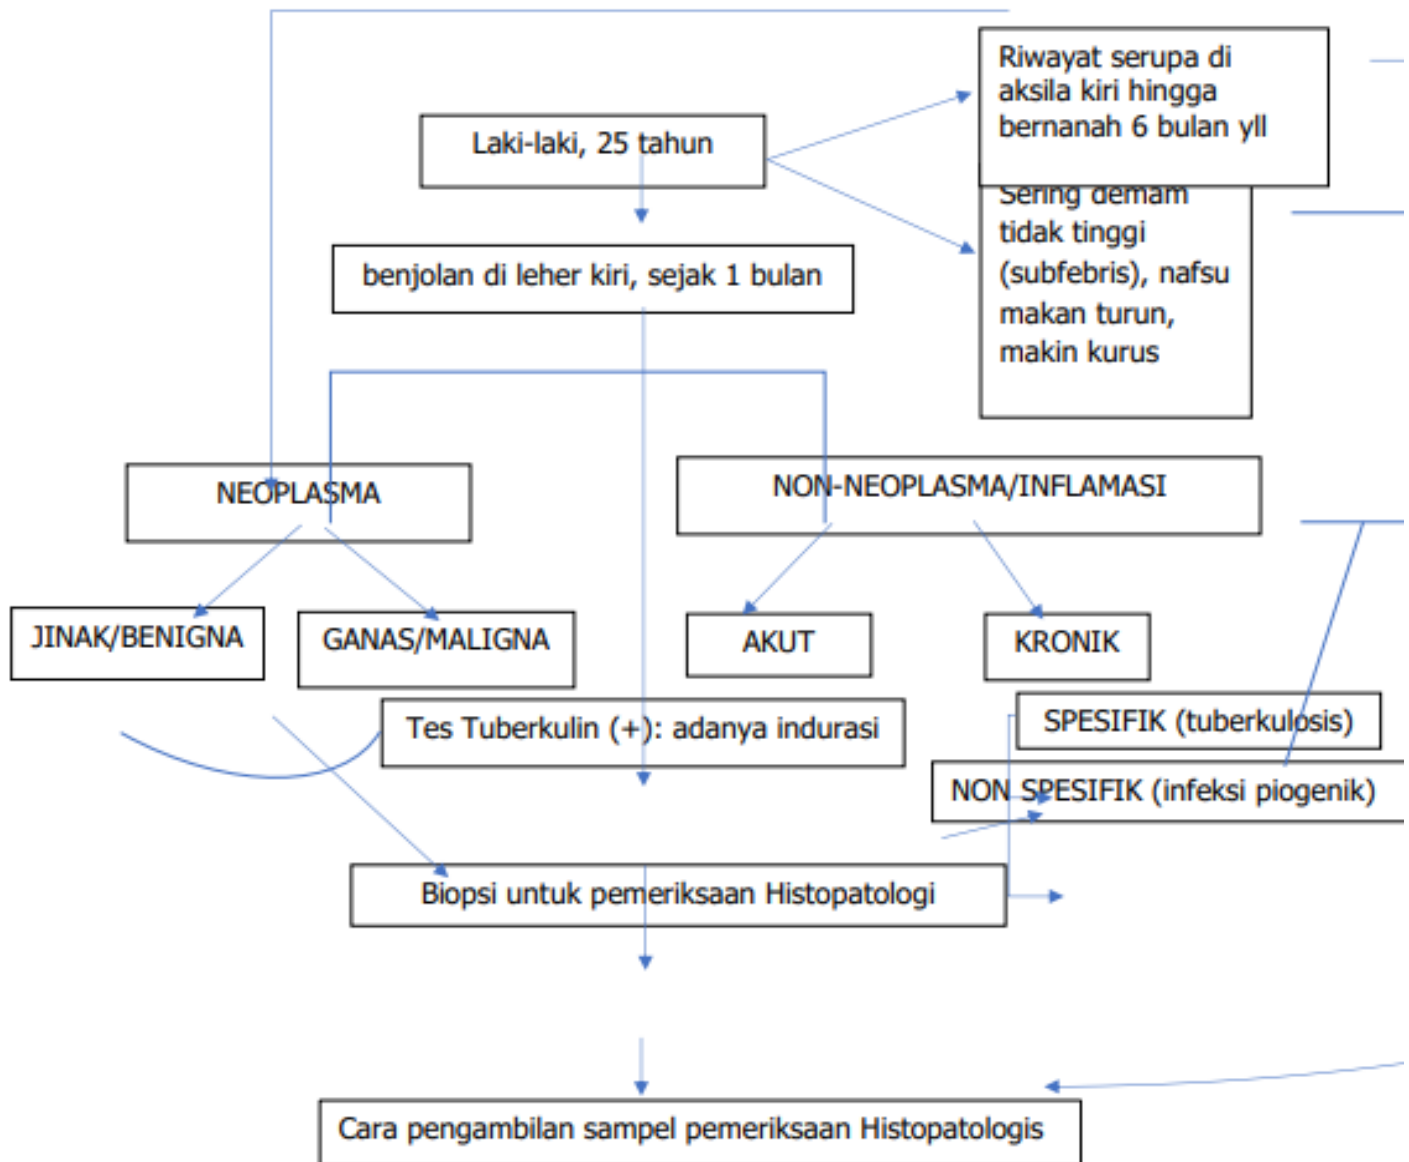 Riwayat serupa di
aksila kiri hingga
bernanah 6 bulan yll
Laki-laki, 25 tahun
Sering demam
tidak tinggi
(subfebris), nafsu
makan turun,
makin kurus
benjolan di leher kiri, sejak 1 bulan
NEOPLASMA
NON-NEOPLASMA/INFLAMASI
JINAK/BENIGNA
GANAS/MALIGNA
AKUT
KRONIK
Tes Tuberkulin (+): adanya indurasi
SPESIFIK (tuberkulosis)
NON SPESIFIK (infeksi piogenik)
Biopsi untuk pemeriksaan Histopatologi
Cara pengambilan sampel pemeriksaan Histopatologis